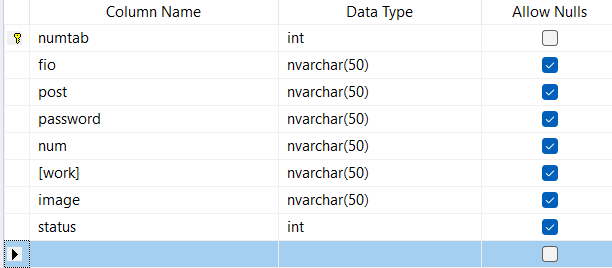 Column Name Data Type Allow Nulls
numtab int
fio nvarchar(50)
post nvarchar(50)
password nvarchar(50)
num nvarchar(50)
[work] nvarchar(50)
image nvarchar(50)
status int